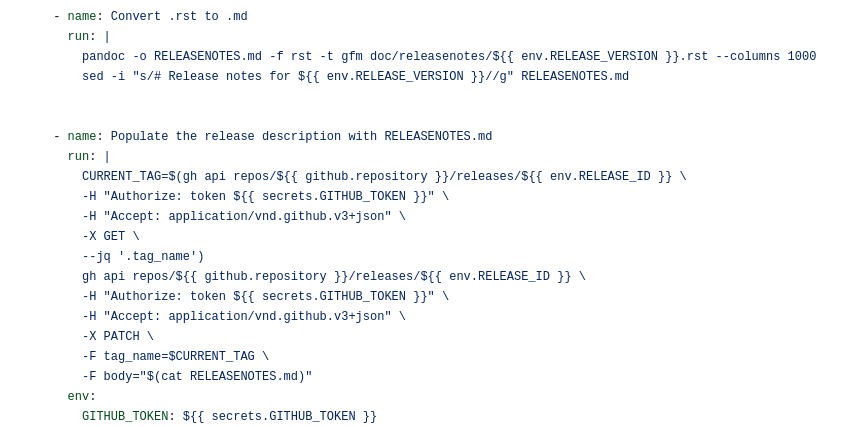 - name: Convert .rst to .md
run: |
pandoc -o RELEASENOTES.md -f rst -t gfm doc/releasenotes/${{ env.RELEASE_VERSION }}.rst --columns 1000
sed -i "s/# Release notes for ${{ env.RELEASE_VERSION }}//g" RELEASENOTES.md
- name: Populate the release description with RELEASENOTES.md
run: |
CURRENT_TAG=$(gh api repos/${{ github.repository }}/releases/${{ env.RELEASE_ID }} \
-H "Authorize: token ${{ secrets.GITHUB_TOKEN }}" \
-H "Accept: application/vnd.github.v3+json" \
-X GET \
--jq '.tag_name')
gh api repos/${{ github.repository }}/releases/${{ env.RELEASE_ID }} \
-H "Authorize: token ${{ secrets.GITHUB_TOKEN }}" \
-H "Accept: application/vnd.github.v3+json" \
-X PATCH \
-F tag_name=$CURRENT_TAG \
-F body="$(cat RELEASENOTES.md)"
env:
GITHUB_TOKEN: ${{ secrets.GITHUB_TOKEN }}